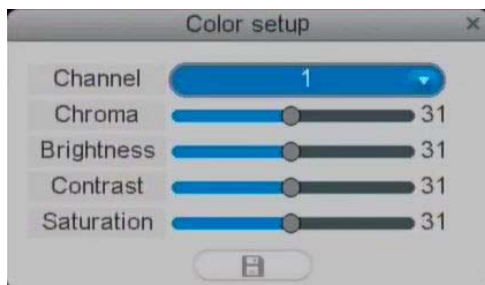 Color setup
Channel 1
Chroma 31
Brightness 31
Contrast 31
Saturation 31